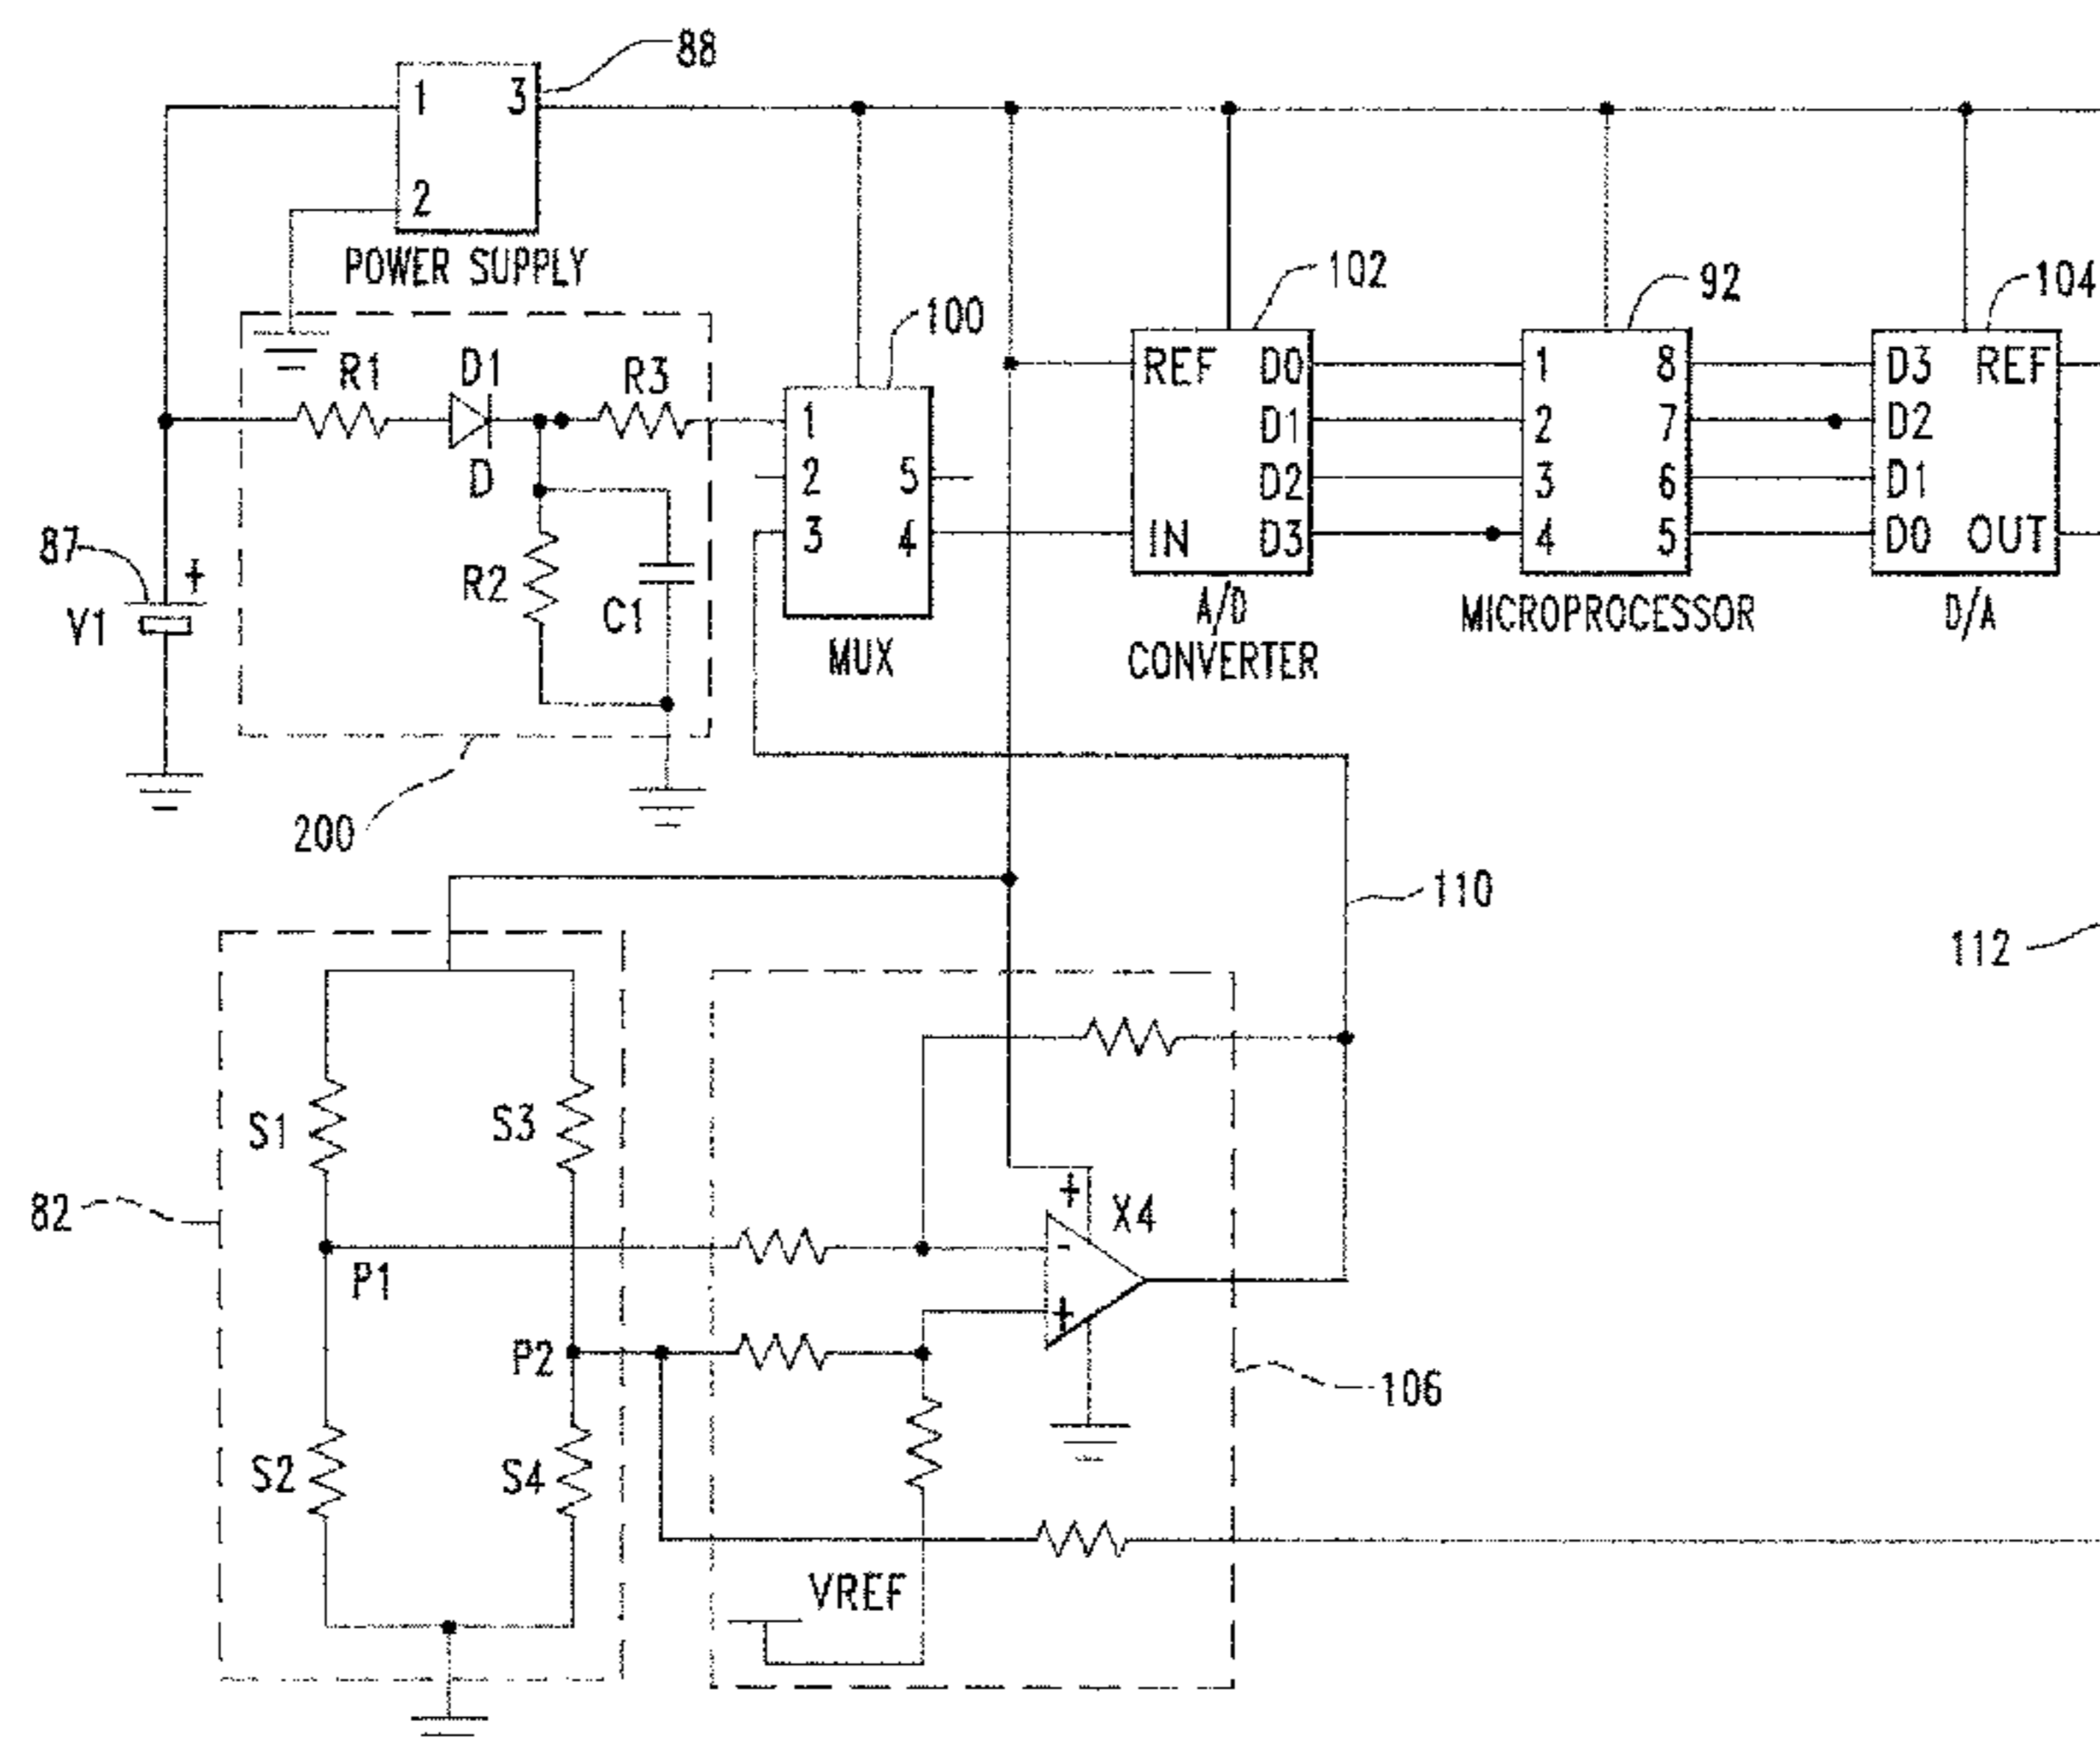 88
1 3
2
POWER SUPPLY
102
92
104
100
R1 D1 R3
D
REF D0
D1
D2
IN D3
1 8
2 7
3 6
4 5
D3 REF
D2
D1
D0 OUT
1
2 5
3 4
87
+
V1
R2
C1
MUX
A/D
CONVERTER
MICROPROCESSOR
D/A
200
110
112
S1
S3
82
+
X4
-
P1
+
P2
106
S2
S4
VREF